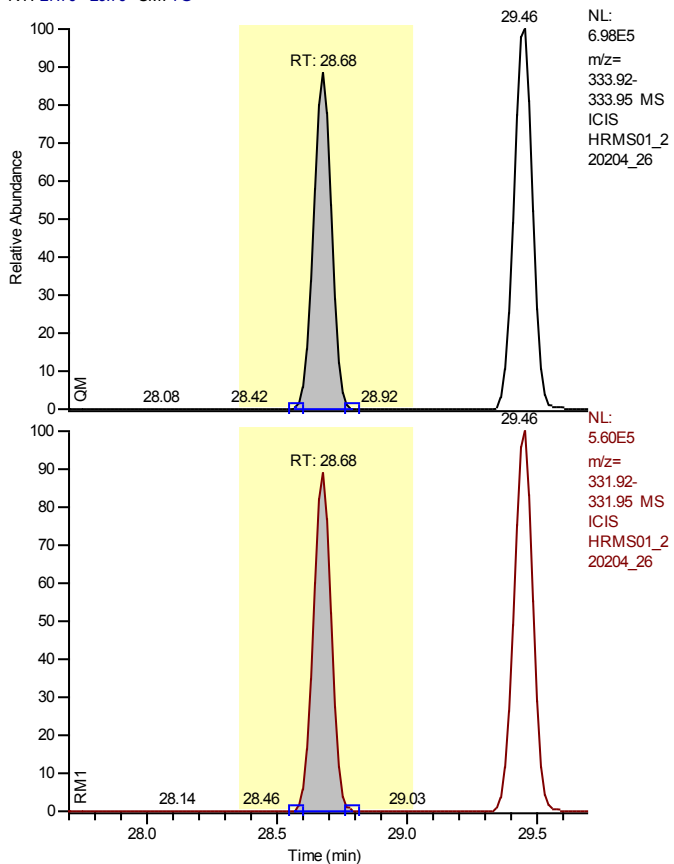 29.46
NL:
6.98E5
m/z=
333.92-
333.95 MS
ICIS
HRMS01_2
20204_26
100
RT: 28.68
90
80
70
60
50
40
30
20
10
0
Relative Abundance
QM
28.08
28.42
28.92
29.46
NL:
5.60E5
m/z=
331.92-
331.95 MS
ICIS
HRMS01_2
20204_26
100
RT: 28.68
90
80
70
60
50
40
30
20
10
0
RM1
28.14
28.46
29.03
28.0
28.5
29.0
29.5
Time (min)